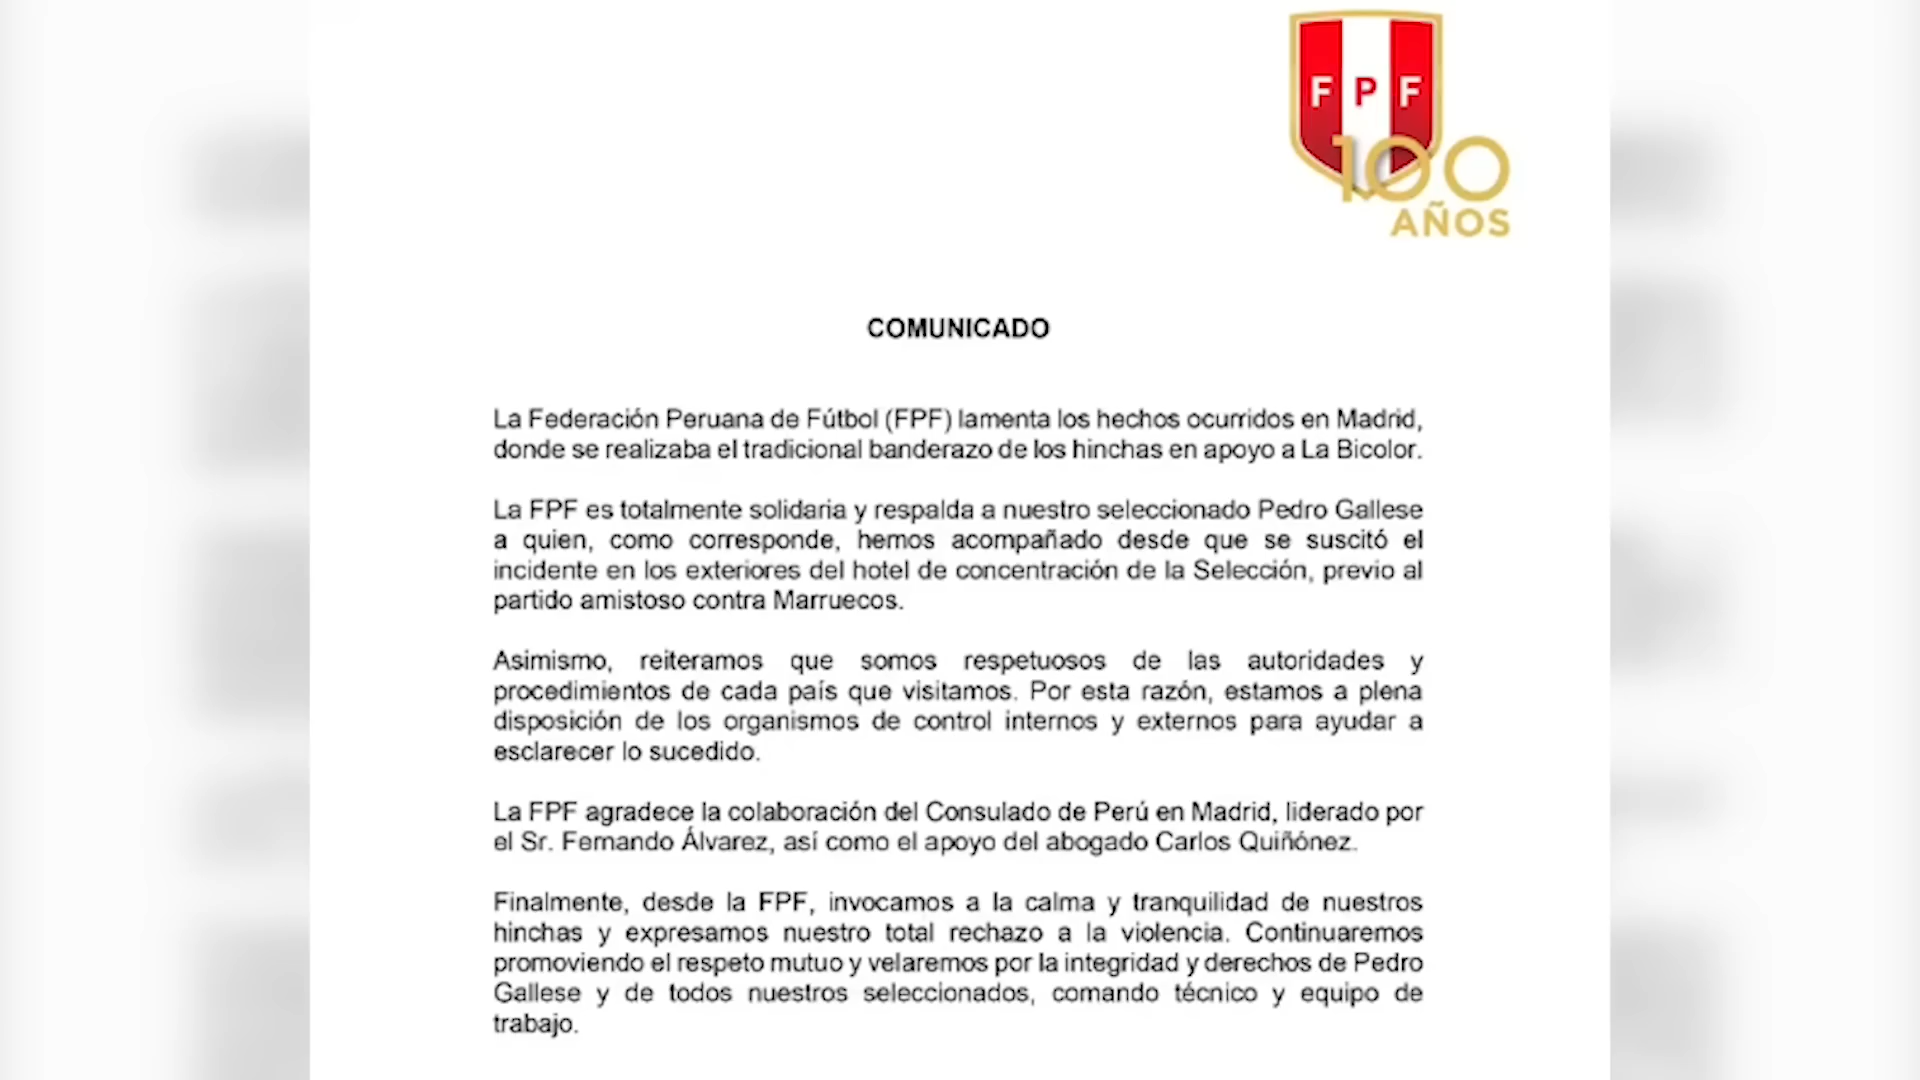 FPF
100
AÑOS
COMUNICADO
La Federación Peruana de Fútbol (FPF) lamenta los hechos ocurridos en Madrid,
donde se realizaba el tradicional banderazo de los hinchas en apoyo a La Bicolor.
La FPF es totalmente solidaria y respalda a nuestro seleccionado Pedro Gallese
a quien, como corresponde, hemos acompañado desde que se suscitó el
incidente en los exteriores del hotel de concentración de la Selección, previo al
partido amistoso contra Marruecos.
Asimismo, reiteramos que somos respetuosos de las autoridades y
procedimientos de cada país que visitamos. Por esta razón, estamos a plena
disposición de los organismos de control internos y externos para ayudar a
esclarecer lo sucedido.
La FPF agradece la colaboración del Consulado de Perú en Madrid, liderado por
el Sr. Fernando Álvarez, así como el apoyo del abogado Carlos Quiñónez.
Finalmente, desde la FPF, invocamos a la calma y tranquilidad de nuestros
hinchas y expresamos nuestro total rechazo a la violencia. Continuaremos
promoviendo el respeto mutuo y velaremos por la integridad y derechos de Pedro
Gallese y de todos nuestros seleccionados, comando técnico y equipo de
trabajo.